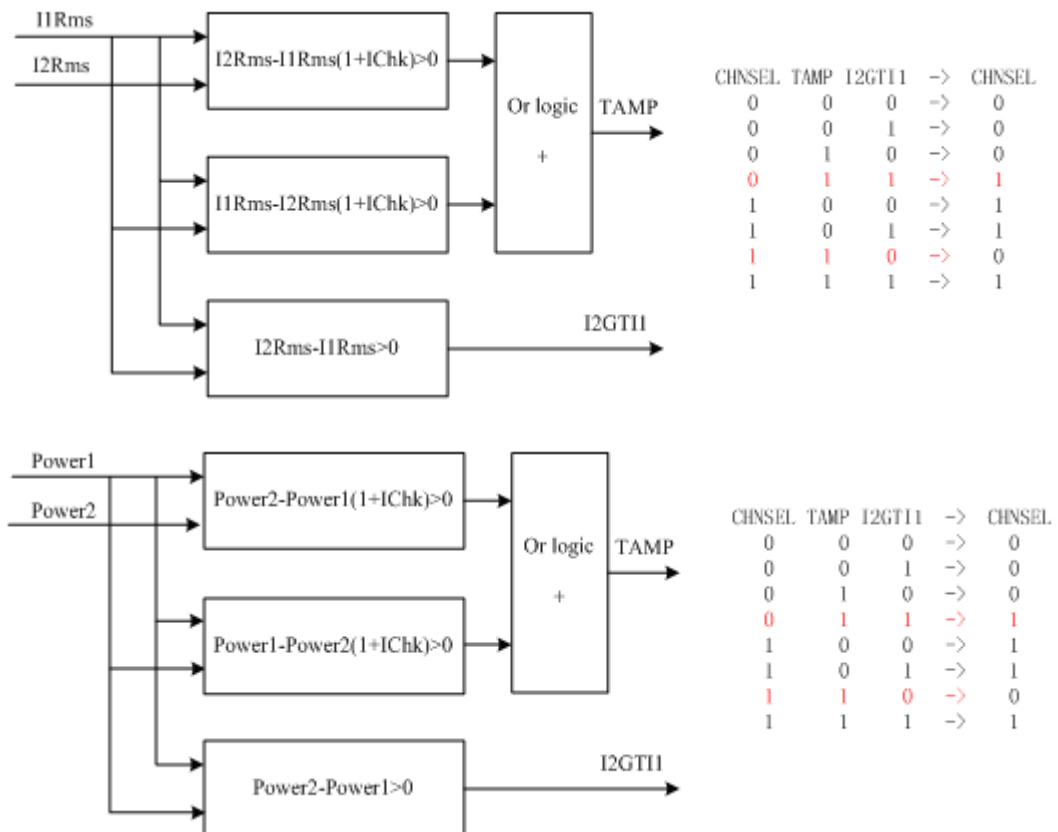 I1Rms
I2Rms
I2Rms-I1Rms(1+IChk)>0
I1Rms-I2Rms(1+IChk)>0
I2Rms-I1Rms>0
Or logic
+
TAMP
I2GTI1
CHNSEL TAMP I2GTI1 -> CHNSEL
0 0 0 -> 0
0 0 1 -> 0
0 1 0 -> 0
0 1 1 -> 1
1 0 0 -> 1
1 0 1 -> 1
1 1 0 -> 0
1 1 1 -> 1
Power1
Power2
Power2-Power1(1+IChk)>0
Power1-Power2(1+IChk)>0
Power2-Power1>0
Or logic
+
TAMP
I2GTI1
CHNSEL TAMP I2GTI1 -> CHNSEL
0 0 0 -> 0
0 0 1 -> 0
0 1 0 -> 0
0 1 1 -> 1
1 0 0 -> 1
1 0 1 -> 1
1 1 0 -> 0
1 1 1 -> 1